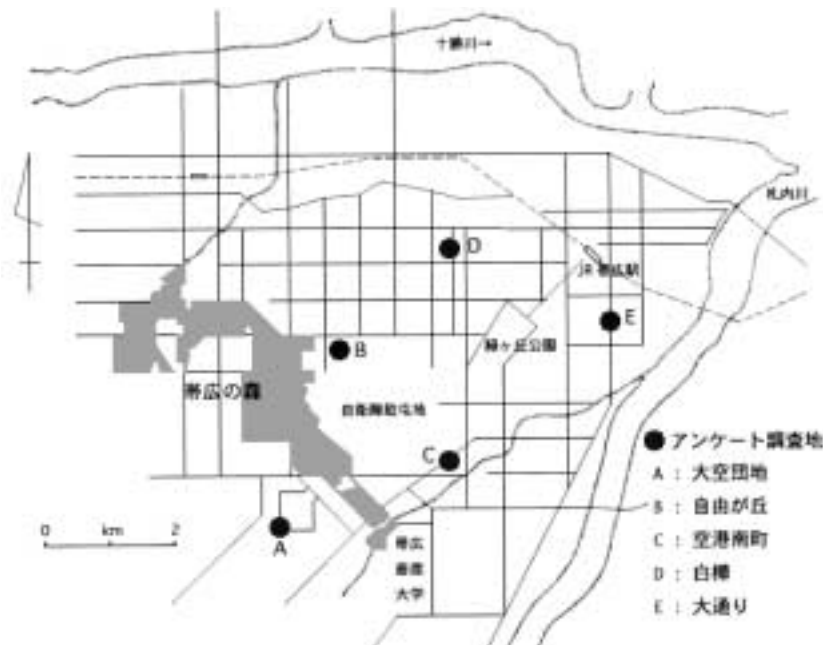 十勝川→
札内川
D
JR 帯広駅
E
B
緑ヶ丘公園
帯広の森
自衛隊駐屯地
C
● アンケート調査地
A : 大空団地
B : 自由が丘
C : 空港南町
D : 白樺
E : 大通り
0 km 2
A
帯広
畜産
大学